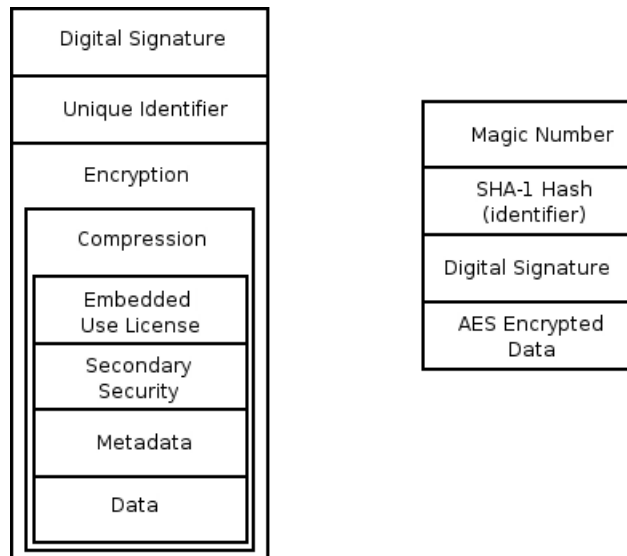 Digital Signature
Unique Identifier
Encryption
Compression
Embedded
Use License
Secondary
Security
Metadata
Data
Magic Number
SHA-1 Hash
(identifier)
Digital Signature
AES Encrypted
Data